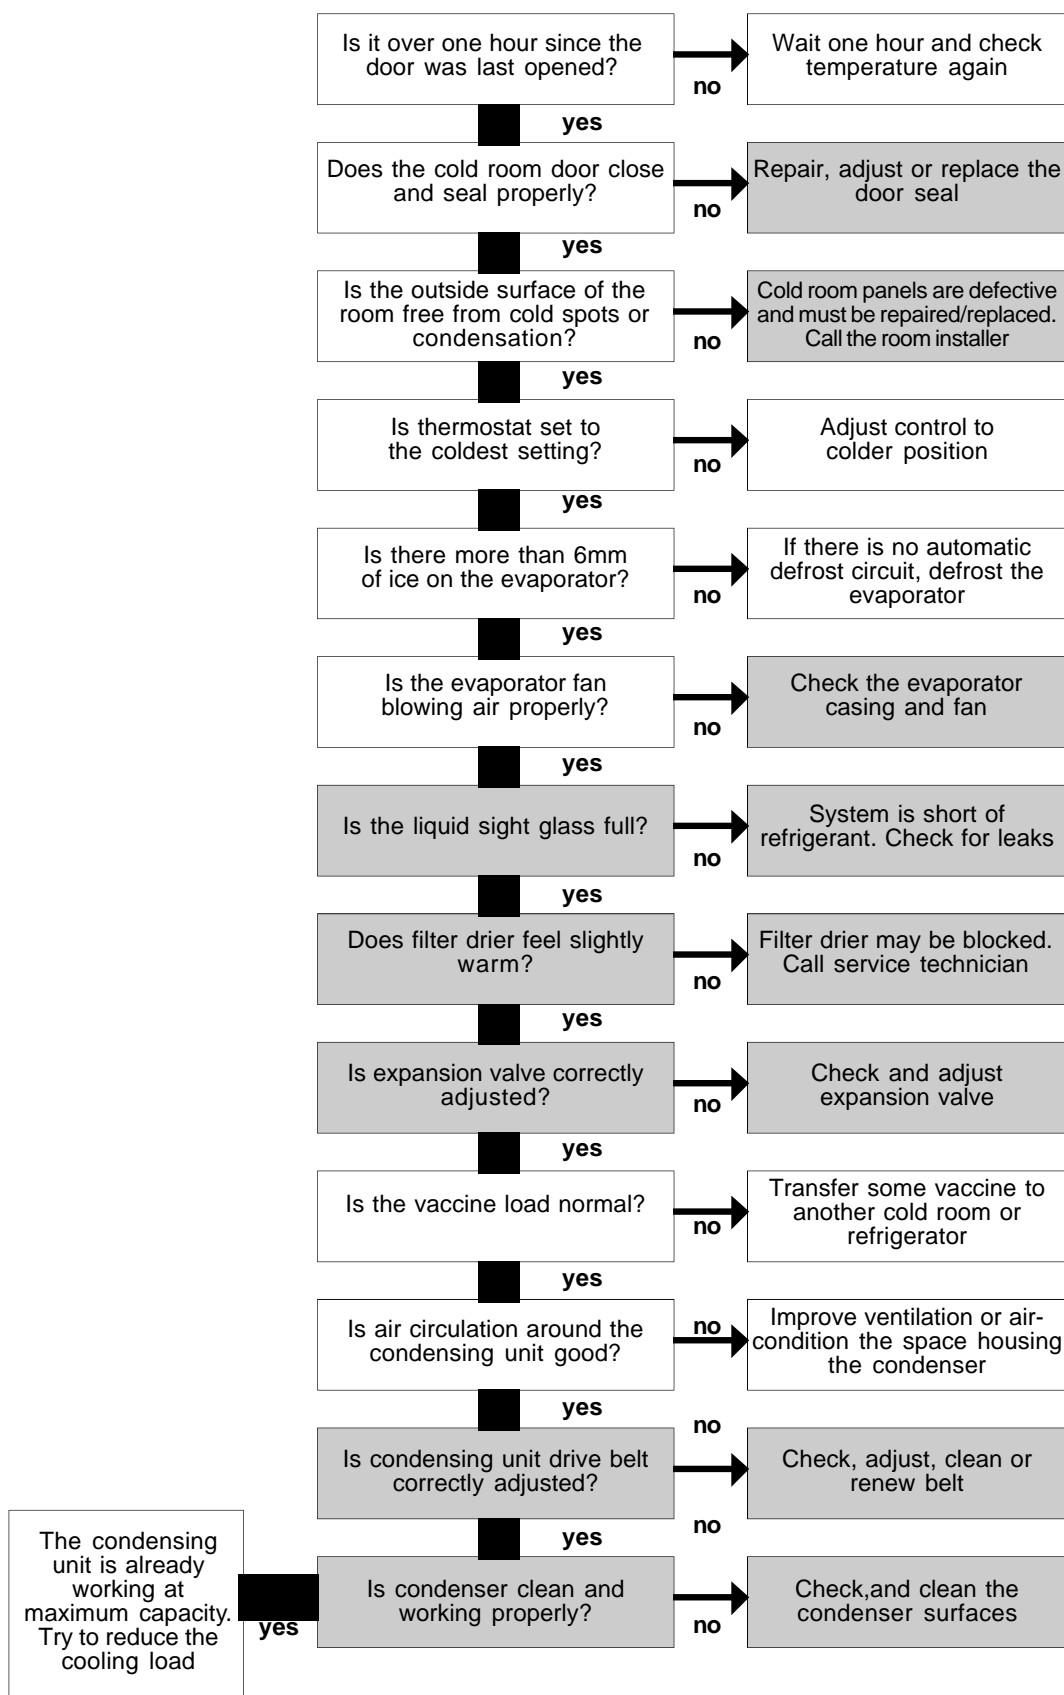 Is it over one hour since the
door was last opened?
no
Wait one hour and check
temperature again
yes
Does the cold room door close
and seal properly?
no
Repair, adjust or replace the
door seal
yes
Is the outside surface of the
room free from cold spots or
condensation?
no
Cold room panels are defective
and must be repaired/replaced.
Call the room installer
yes
Is thermostat set to
the coldest setting?
no
Adjust control to
colder position
yes
Is there more than 6mm
of ice on the evaporator?
no
If there is no automatic
defrost circuit, defrost the
evaporator
yes
Is the evaporator fan
blowing air properly?
no
Check the evaporator
casing and fan
yes
Is the liquid sight glass full?
no
System is short of
refrigerant. Check for leaks
yes
Does filter drier feel slightly
warm?
no
Filter drier may be blocked.
Call service technician
yes
Is expansion valve correctly
adjusted?
no
Check and adjust
expansion valve
yes
Is the vaccine load normal?
no
Transfer some vaccine to
another cold room or
refrigerator
yes
Is air circulation around the
condensing unit good?
no
Improve ventilation or air-
condition the space housing
the condenser
yes
no
Is condensing unit drive belt
correctly adjusted?
Check, adjust, clean or
renew belt
no
yes
Is condenser clean and
working properly?
no
Check,and clean the
condenser surfaces
yes
The condensing
unit is already
working at
maximum capacity.
Try to reduce the
cooling load